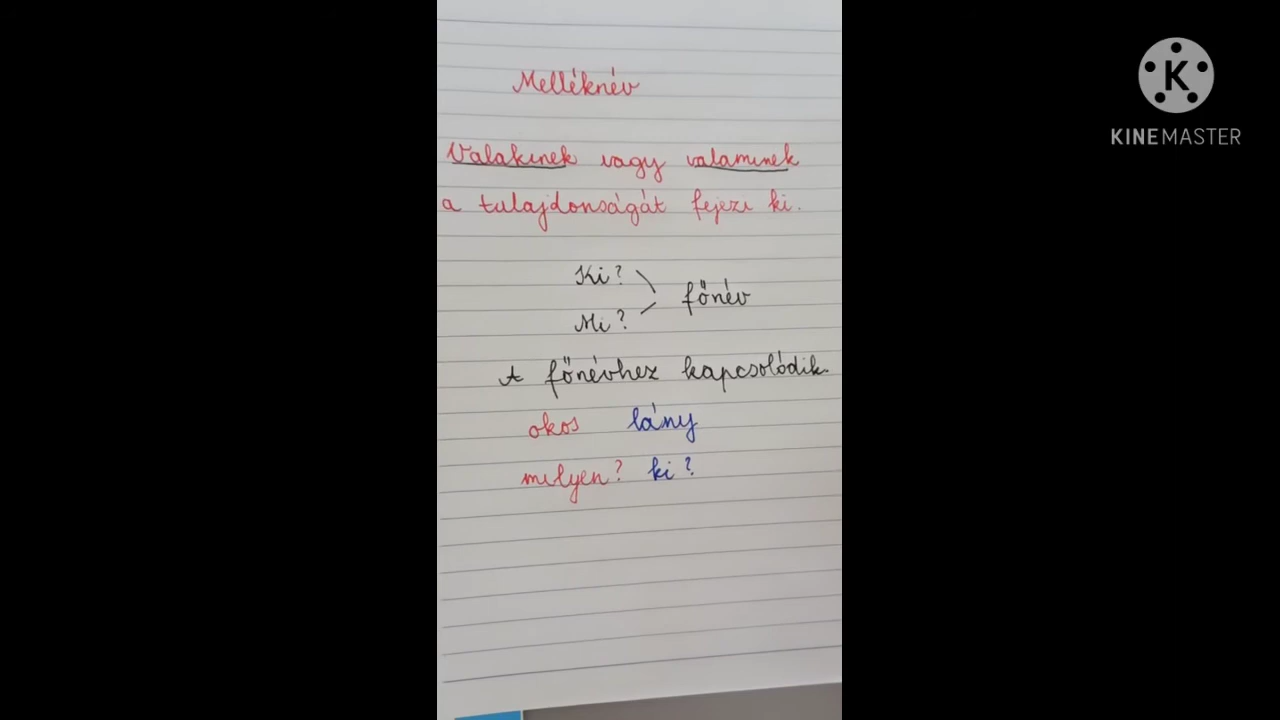 Melléknév
Valakinek vagy valaminek
a tulajdonságát fejezi ki.
Ki?
főnév
Mi?
A főnévhez kapcsolódik.
okos lány
milyen? ki?
K
KINEMASTER